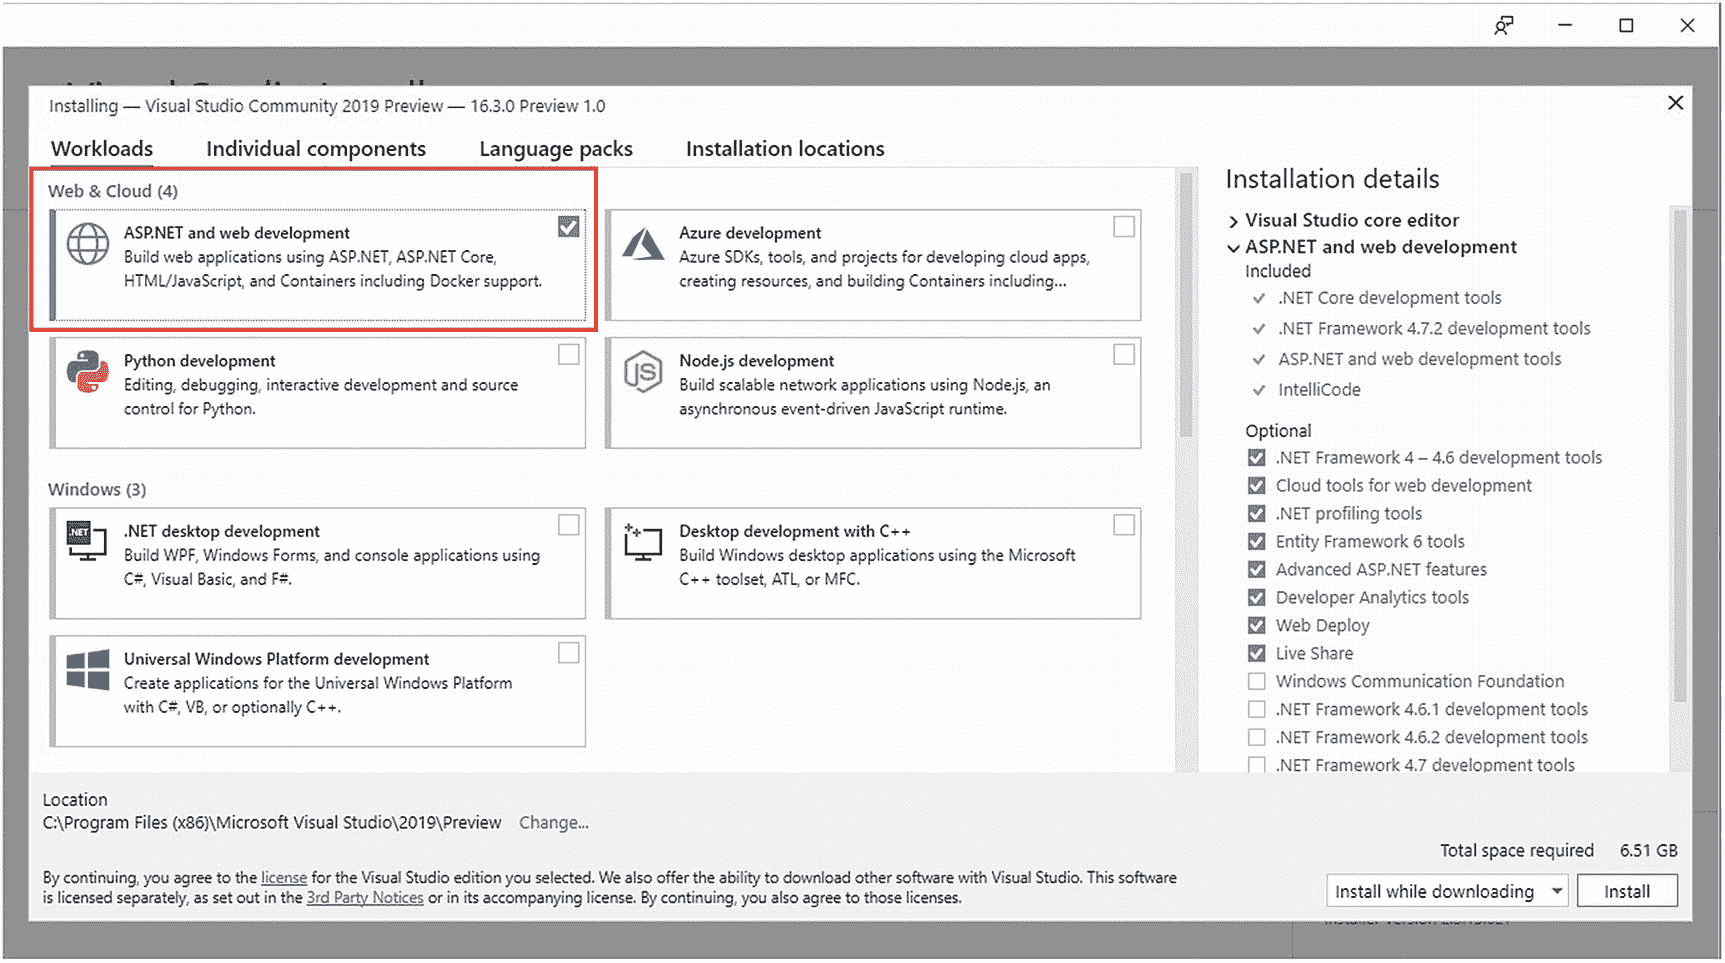 Installing — Visual Studio Community 2019 Preview — 16.3.0 Preview 1.0
Workloads
Individual components
Language packs
Installation locations
Web & Cloud (4)
ASP.NET and web development
Build web applications using ASP.NET, ASP.NET Core,
HTML/JavaScript, and Containers including Docker support.
Azure development
Azure SDKs, tools, and projects for developing cloud apps,
creating resources, and building Containers including...
Python development
Editing, debugging, interactive development and source
control for Python.
JS
Node.js development
Build scalable network applications using Node.js, an
asynchronous event-driven JavaScript runtime.
Windows (3)
.NET
.NET desktop development
Build WPF, Windows Forms, and console applications using
C#, Visual Basic, and F#.
Desktop development with C++
Build Windows desktop applications using the Microsoft
C++ toolset, ATL, or MFC.
Universal Windows Platform development
Create applications for the Universal Windows Platform
with C#, VB, or optionally C++.
Installation details
Visual Studio core editor
ASP.NET and web development
Included
.NET Core development tools
.NET Framework 4.7.2 development tools
ASP.NET and web development tools
IntelliCode
Optional
.NET Framework 4 – 4.6 development tools
Cloud tools for web development
.NET profiling tools
Entity Framework 6 tools
Advanced ASP.NET features
Developer Analytics tools
Web Deploy
Live Share
Windows Communication Foundation
.NET Framework 4.6.1 development tools
.NET Framework 4.6.2 development tools
.NET Framework 4.7 development tools
Location
C:\Program Files (x86)\Microsoft Visual Studio\2019\Preview Change...
Total space required 6.51 GB
By continuing, you agree to the license for the Visual Studio edition you selected. We also offer the ability to download other software with Visual Studio. This software
is licensed separately, as set out in the 3rd Party Notices or in its accompanying license. By continuing, you also agree to those licenses.
Install while downloading
Install